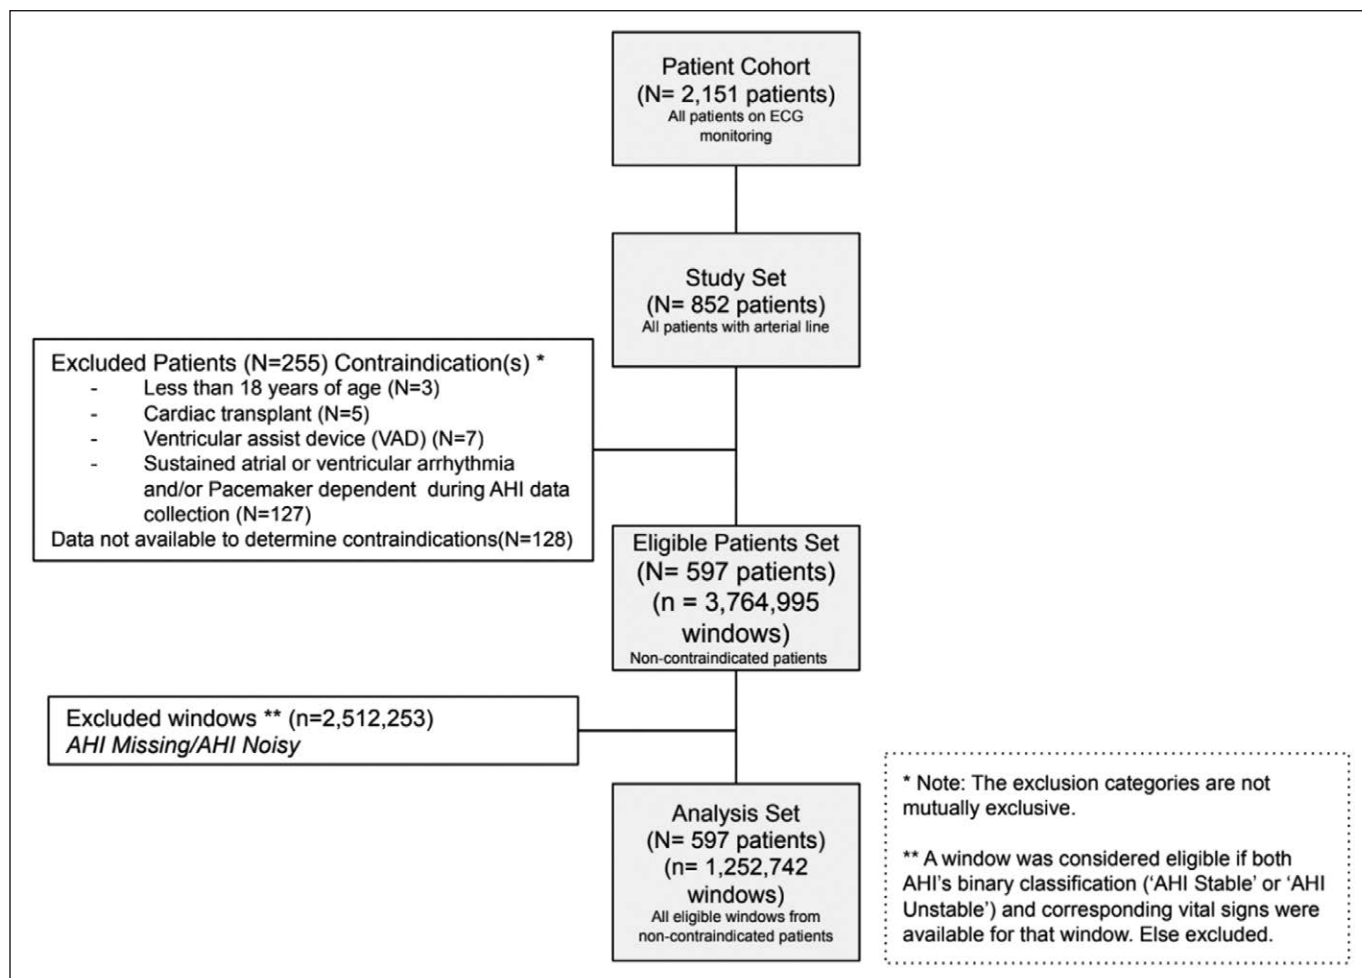 Patient Cohort
(N= 2,151 patients)
All patients on ECG
monitoring
Study Set
(N= 852 patients)
All patients with arterial line
Excluded Patients (N=255) Contraindication(s) *
- Less than 18 years of age (N=3)
- Cardiac transplant (N=5)
- Ventricular assist device (VAD) (N=7)
- Sustained atrial or ventricular arrhythmia
and/or Pacemaker dependent during AHI data
collection (N=127)
Data not available to determine contraindications(N=128)
Eligible Patients Set
(N= 597 patients)
(n = 3,764,995
windows)
Non-contraindicated patients
Excluded windows ** (n=2,512,253)
AHI Missing/AHI Noisy
Analysis Set
(N= 597 patients)
(n= 1,252,742
windows)
All eligible windows from
non-contraindicated patients
* Note: The exclusion categories are not
mutually exclusive.
** A window was considered eligible if both
AHI’s binary classification (‘AHI Stable’ or ‘AHI
Unstable’) and corresponding vital signs were
available for that window. Else excluded.